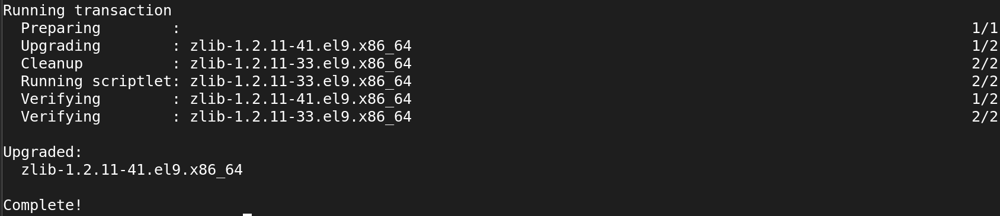 Running transaction
  Preparing        :                                                                                         1/1
  Upgrading        : zlib-1.2.11-41.el9.x86_64                                                               1/2
  Cleanup          : zlib-1.2.11-33.el9.x86_64                                                               2/2
  Running scriptlet: zlib-1.2.11-33.el9.x86_64                                                               2/2
  Verifying        : zlib-1.2.11-41.el9.x86_64                                                               1/2
  Verifying        : zlib-1.2.11-33.el9.x86_64                                                               2/2

Upgraded:
  zlib-1.2.11-41.el9.x86_64

Complete!